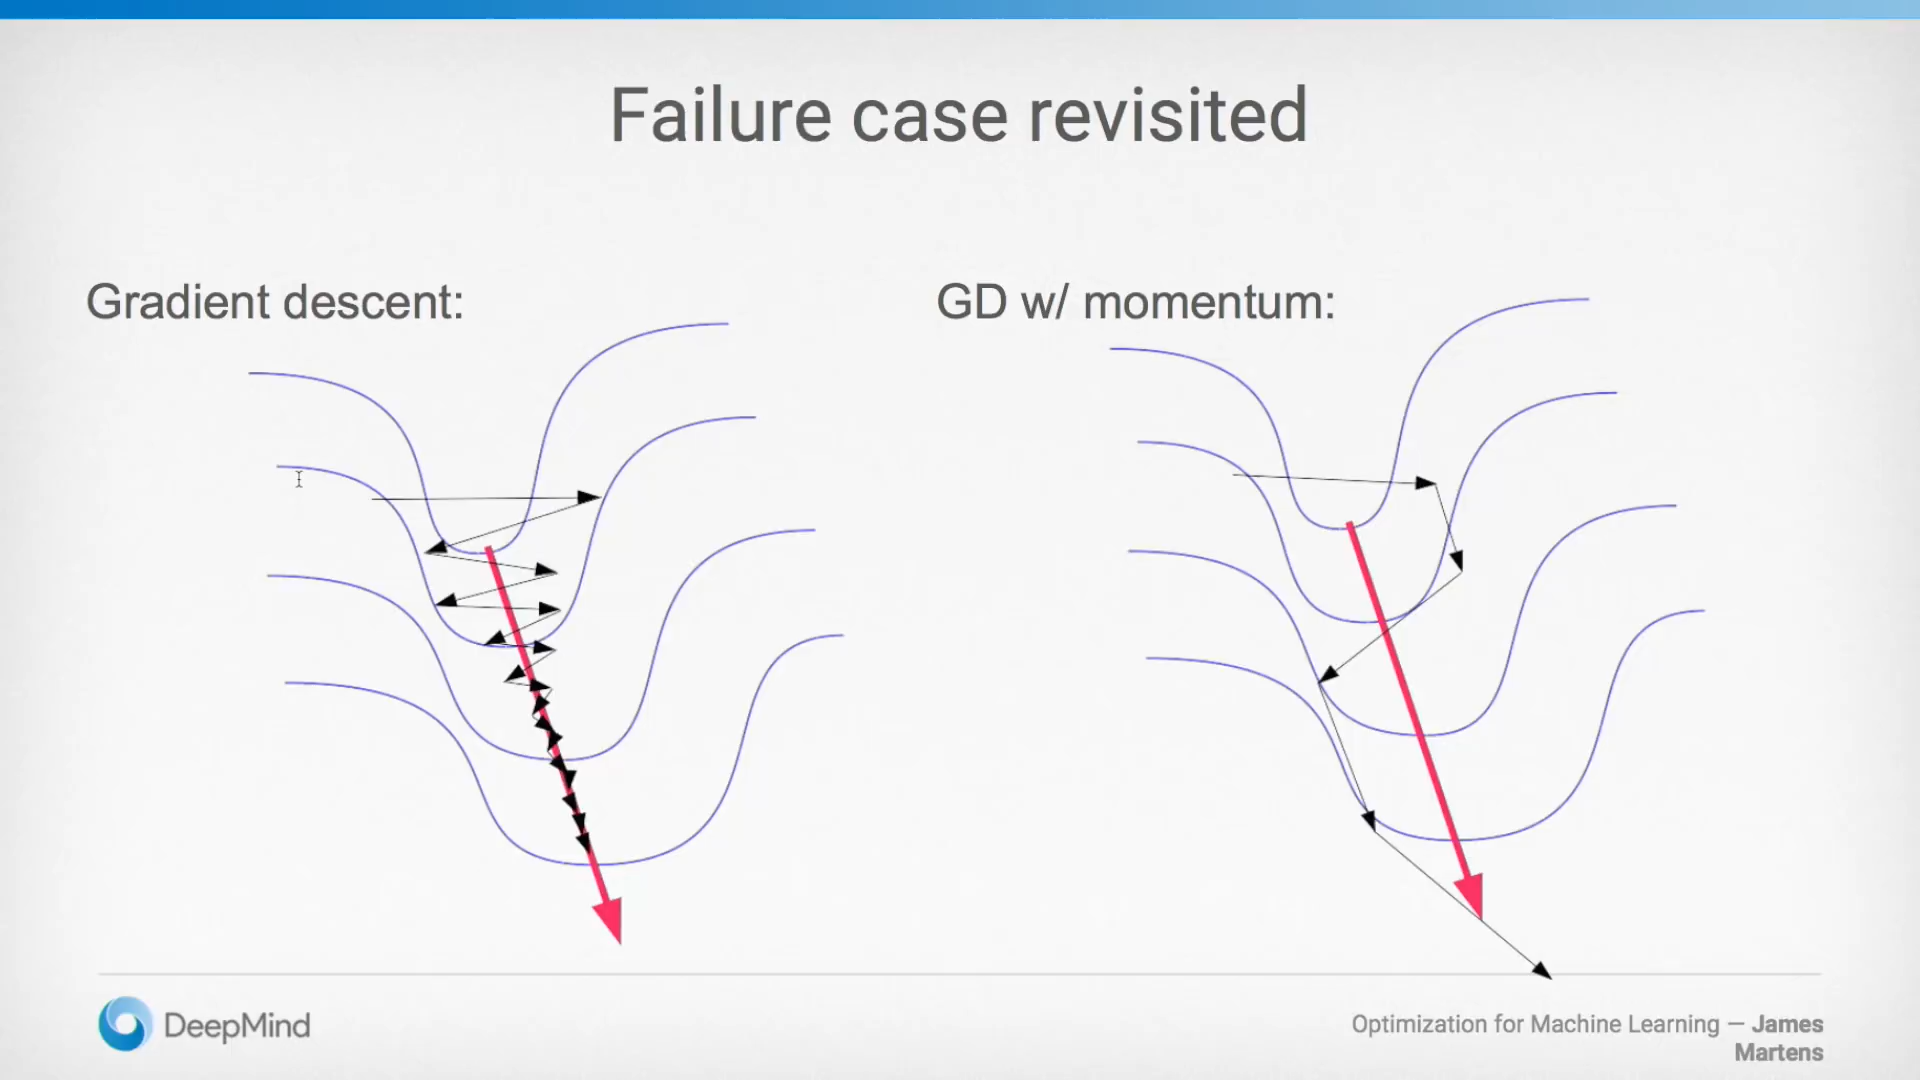 Failure case revisited
Gradient descent:
GD w/ momentum:
DeepMind
Optimization for Machine Learning — James
Martens